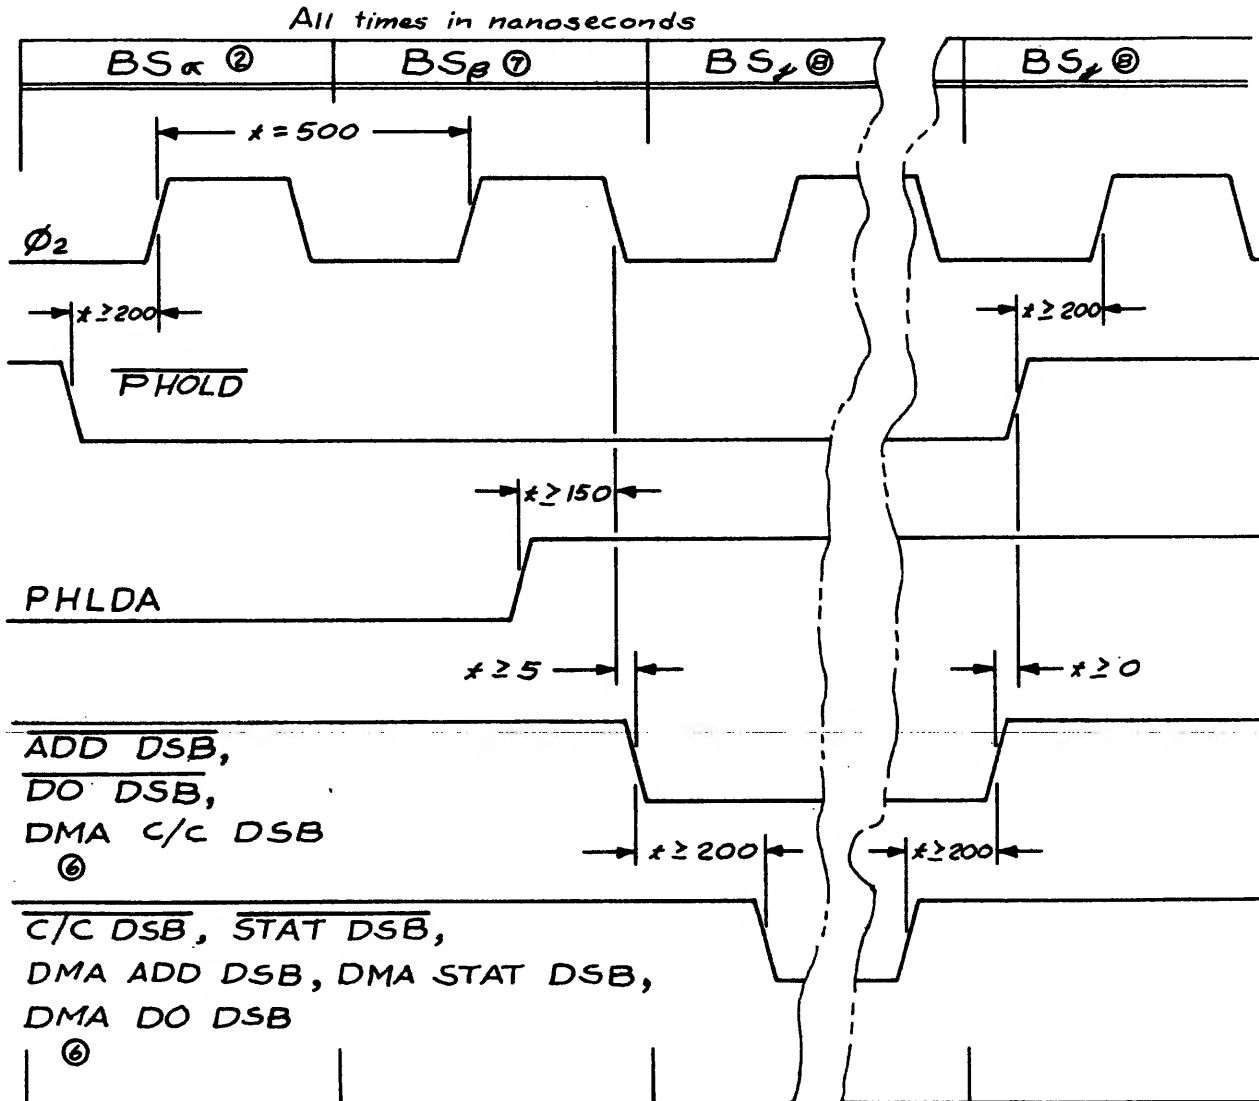 All times in nanoseconds
BSα ② BSβ ⑦ BSγ ⑧ BSγ ⑧
t = 500
Ø2
t ≥ 200 t ≥ 200
PHOLD
t ≥ 150
PHLDA
t ≥ 5 t ≥ 0
ADD DSB,
DO DSB,
DMA C/C DSB
t ≥ 200 t ≥ 200
⑥
C/C DSB, STAT DSB,
DMA ADD DSB, DMA STAT DSB,
DMA DO DSB
⑥